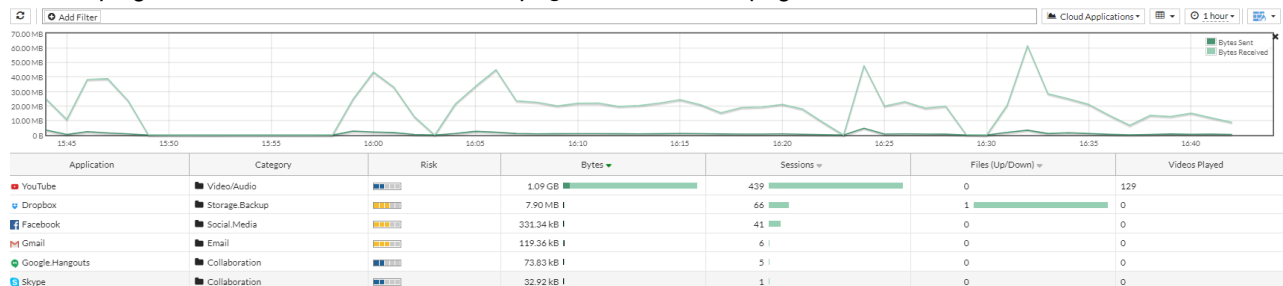 Add Filter
Cloud Applications
1 hour
70.00 MB
60.00 MB
50.00 MB
40.00 MB
30.00 MB
20.00 MB
10.00 MB
0 B
Bytes Sent
Bytes Received
15:45 15:50 15:55 16:00 16:05 16:10 16:15 16:20 16:25 16:30 16:35 16:40
Application Category Risk Bytes Sessions Files (Up/Down) Videos Played
YouTube Video/Audio 1.09 GB 439 0 129
Dropbox Storage.Backup 7.90 MB 66 1 0
Facebook Social.Media 331.34 kB 41 0 0
Gmail Email 119.36 kB 6 0 0
Google.Hangouts Collaboration 73.83 kB 5 0 0
Skype Collaboration 32.92 kB 1 0 0